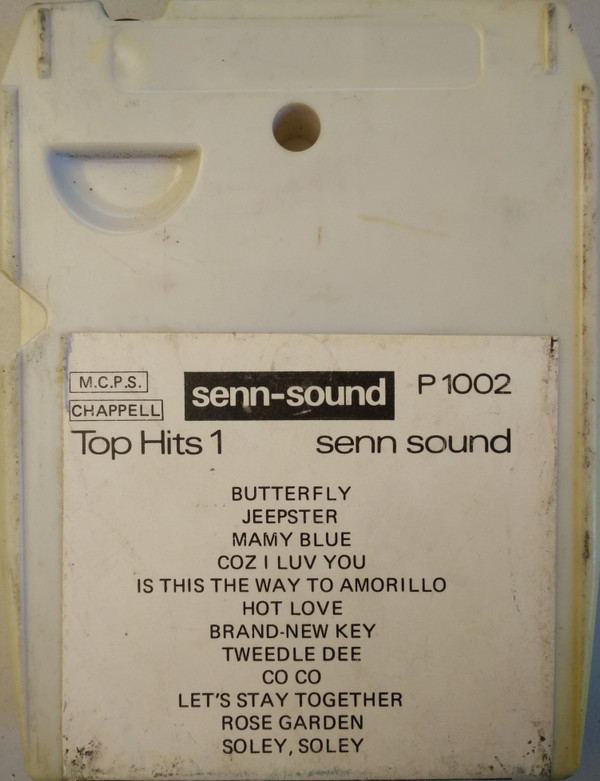 M.C.P.S.
CHAPPELL
senn-sound
P 1002
Top Hits 1 senn sound
BUTTERFLY
JEEPSTER
MAMY BLUE
COZ I LUV YOU
IS THIS THE WAY TO AMORILLO
HOT LOVE
BRAND-NEW KEY
TWEEDLE DEE
CO CO
LET'S STAY TOGETHER
ROSE GARDEN
SOLEY, SOLEY